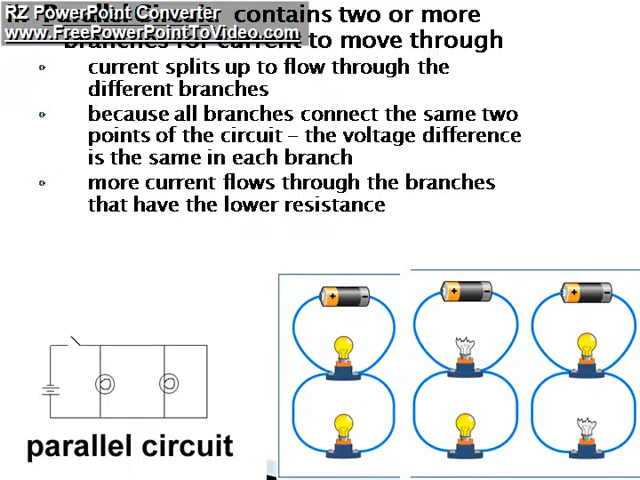 RZ PowerPoint Converter
www.FreePowerPointToVideo.com
contains two or more
branches for current to move through
current splits up to flow through the
different branches
because all branches connect the same two
points of the circuit – the voltage difference
is the same in each branch
more current flows through the branches
that have the lower resistance
parallel circuit